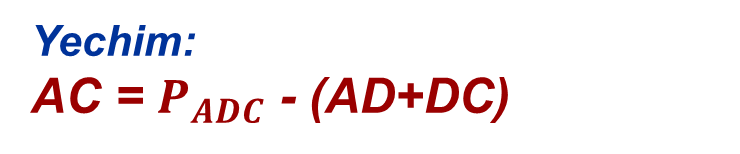 Yechim:
AC = P_ADC - (AD+DC)